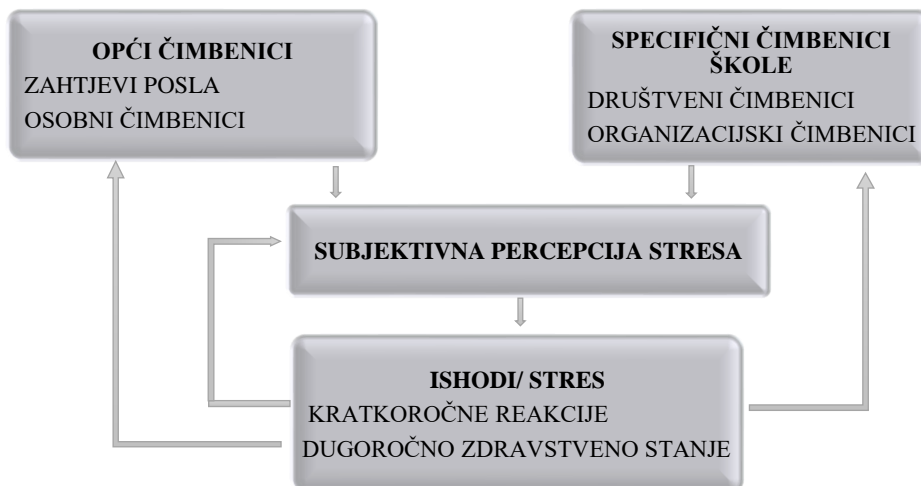 OPĆI ČIMBENICI
ZAHTJEVI POSLA
OSOBNI ČIMBENICI
SPECIFIČNI ČIMBENICI
ŠKOLE
DRUŠTVENI ČIMBENICI
ORGANIZACIJSKI ČIMBENICI
SUBJEKTIVNA PERCEPCIJA STRESA
ISHODI/ STRES
KRATKOROČNE REAKCIJE
DUGOROČNO ZDRAVSTVENO STANJE